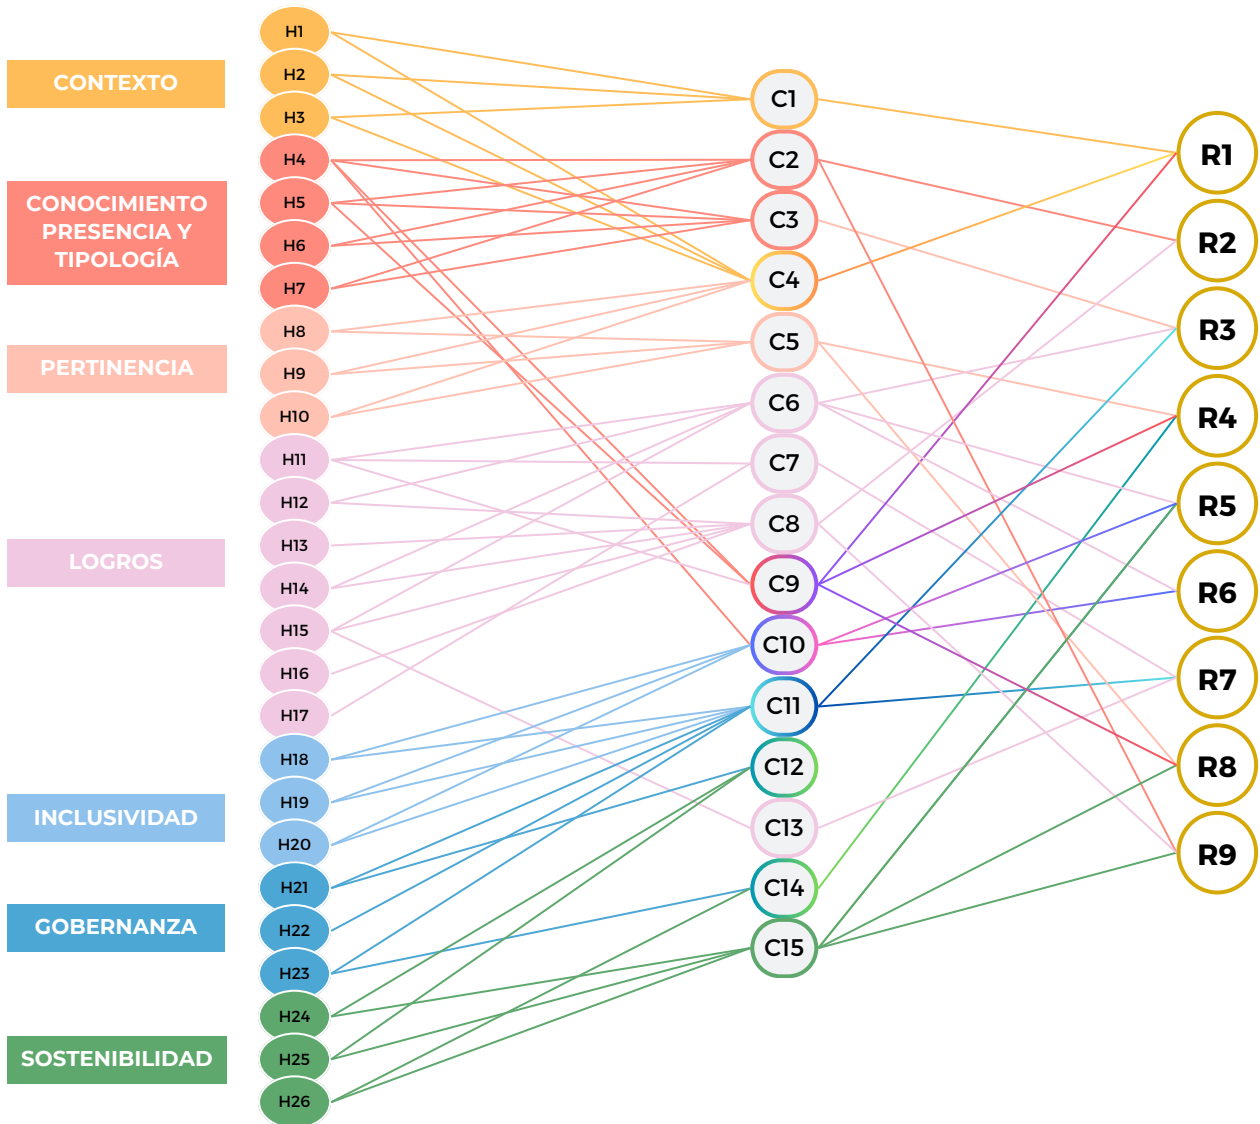 CONTEXTO
CONOCIMIENTO
PRESENCIA Y
TIPOLOGÍA
PERTINENCIA
LOGROS
INCLUSIVIDAD
GOBERNANZA
SOSTENIBILIDAD
H1
H2
H3
H4
H5
H6
H7
H8
H9
H10
H11
H12
H13
H14
H15
H16
H17
H18
H19
H20
H21
H22
H23
H24
H25
H26
C1
C2
C3
C4
C5
C6
C7
C8
C9
C10
C11
C12
C13
C14
C15
R1
R2
R3
R4
R5
R6
R7
R8
R9